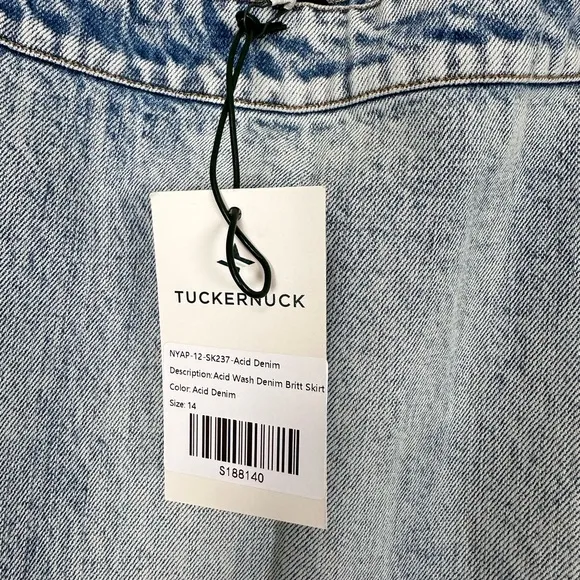 TUCKERNUCK
NYAP-12-SK237-Acid Denim
Description:Acid Wash Denim Britt Skirt
Color: Acid Denim
Size: 14
S188140